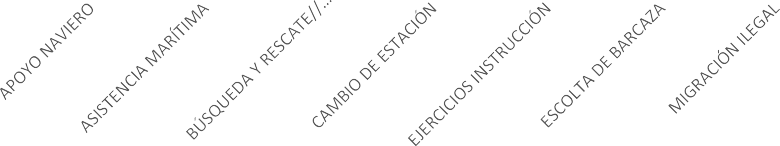 APOYO NAVIERO
ASISTENCIA MARÍTIMA
BÚSQUEDA Y RESCATE//...
CAMBIO DE ESTACIÓN
EJERCICIOS INSTRUCCIÓN
ESCOLTA DE BARCAZA
MIGRACIÓN ILEGAL